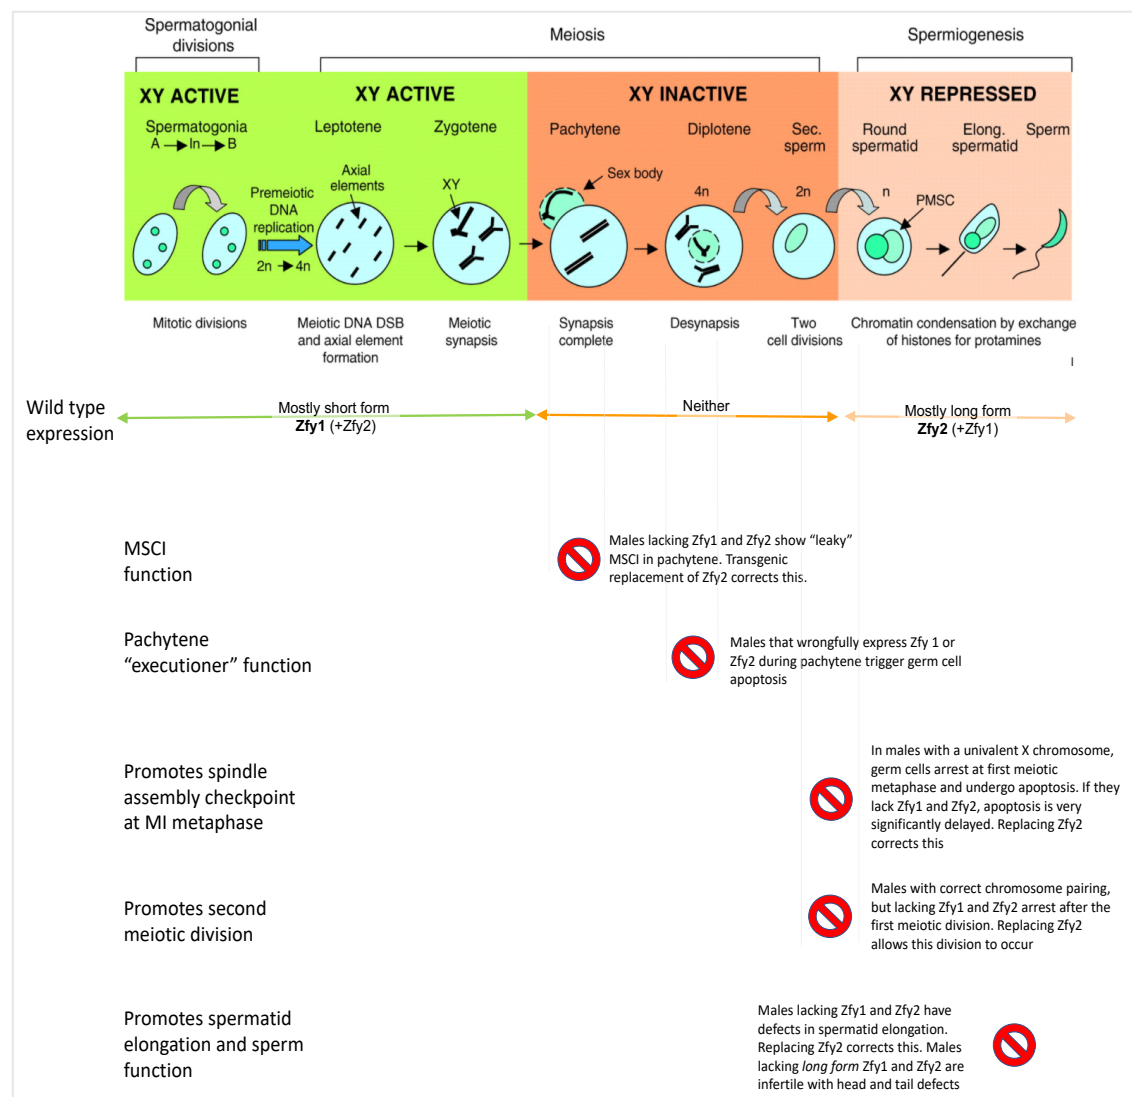 Spermatogonial
divisions
Meiosis
Spermiogenesis
XY ACTIVE
XY ACTIVE
XY INACTIVE
XY REPRESSED
Spermatogonia
A → In → B
Leptotene
Zygotene
Pachytene
Diplotene
Sec.
sperm
Round
spermatid
Elong.
spermatid
Sperm
Axial
elements
XY
Sex body
4n
2n
n
PMSC
Premeiotic
DNA
replication
2n → 4n
Mitotic divisions
Meiotic DNA DSB
and axial element
formation
Meiotic
synapsis
Synapsis
complete
Desynapsis
Two
cell divisions
Chromatin condensation by exchange
of histones for protamines
I
Wild type
expression
Mostly short form
Zfy1 (+Zfy2)
Neither
Mostly long form
Zfy2 (+Zfy1)
MSCI
function
Males lacking Zfy1 and Zfy2 show “leaky”
MSCI in pachytene. Transgenic
replacement of Zfy2 corrects this.
Pachytene
“executioner” function
Males that wrongfully express Zfy 1 or
Zfy2 during pachytene trigger germ cell
apoptosis
Promotes spindle
assembly checkpoint
at MI metaphase
In males with a univalent X chromosome,
germ cells arrest at first meiotic
metaphase and undergo apoptosis. If they
lack Zfy1 and Zfy2, apoptosis is very
significantly delayed. Replacing Zfy2
corrects this
Promotes second
meiotic division
Males with correct chromosome pairing,
but lacking Zfy1 and Zfy2 arrest after the
first meiotic division. Replacing Zfy2
allows this division to occur
Promotes spermatid
elongation and sperm
function
Males lacking Zfy1 and Zfy2 have
defects in spermatid elongation.
Replacing Zfy2 corrects this. Males
lacking long form Zfy1 and Zfy2 are
infertile with head and tail defects